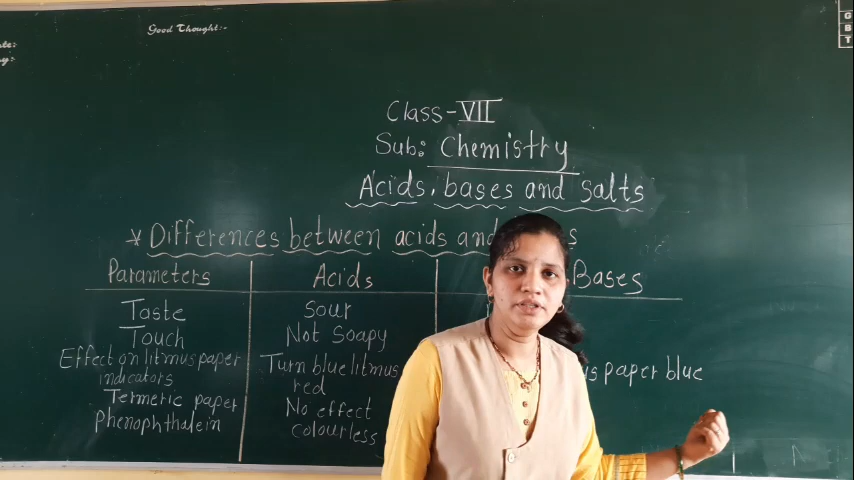 Good Thought:-
G
S
T
Class-VII
Sub: Chemistry
Acids, bases and salts
* Differences between acids and s
Parameters Acids Bases
Taste Sour
Touch Not Soapy
Effect on litmus paper indicators Turn blue litmus red us paper blue
Termeric paper No effect
Phenophthalein colourless